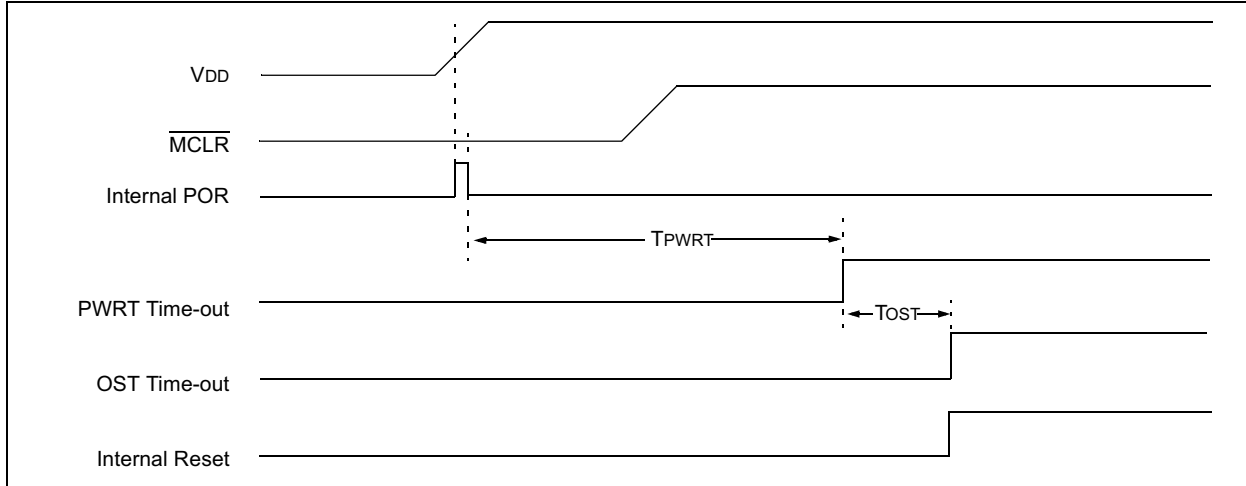 VDD
MCLR
Internal POR
TPWRT
PWRT Time-out
TOST
OST Time-out
Internal Reset